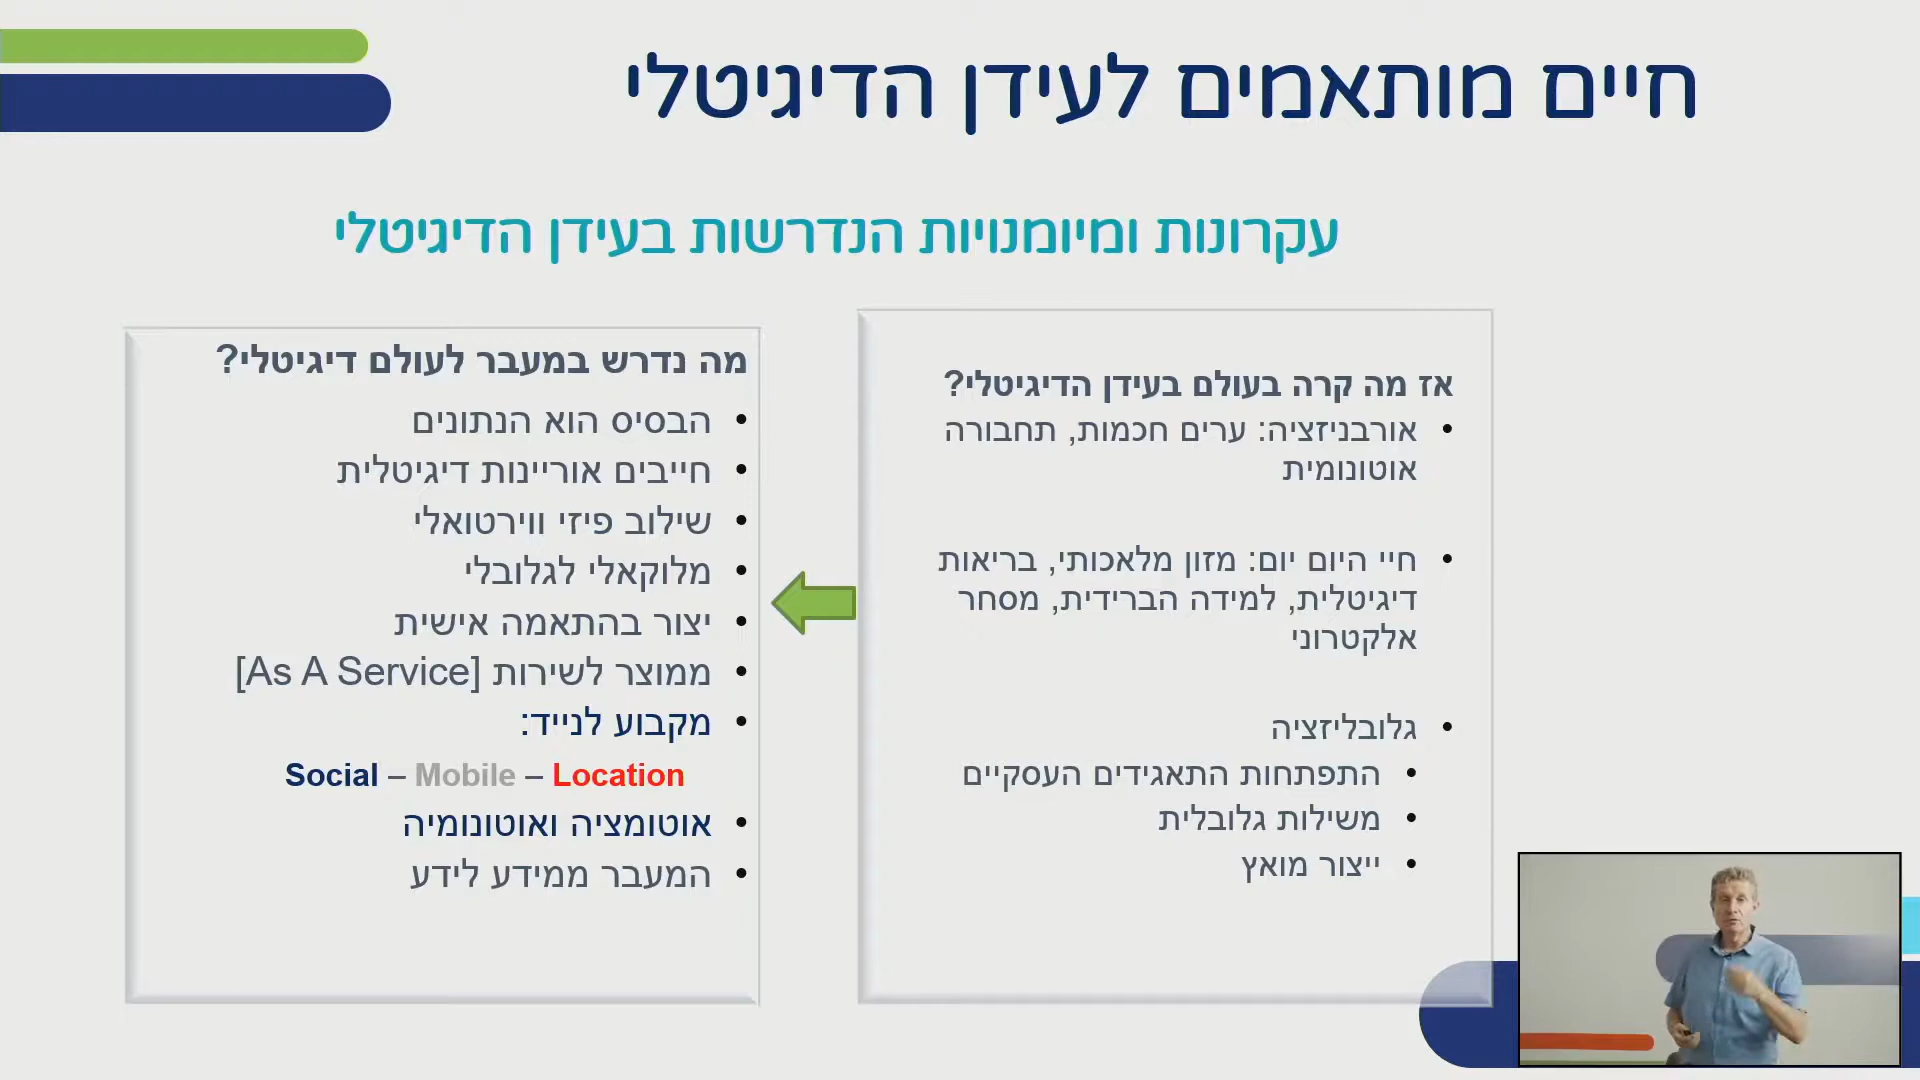 חיים מותאמים לעידן הדיגיטלי
עקרונות ומיומנויות הנדרשות בעידן הדיגיטלי
אז מה קרה בעולם בעידן הדיגיטלי?
• אורבניזציה: ערים חכמות, תחבורה
אוטונומית
• חיי היום יום: מזון מלאכותי, בריאות
דיגיטלית, למידה הברידית, מסחר
אלקטרוני
• גלובליזציה
• התפתחות התאגידים העסקיים
• משילות גלובלית
• ייצור מואץ
מה נדרש במעבר לעולם דיגיטלי?
• הבסיס הוא הנתונים
• חייבים אוריינות דיגיטלית
• שילוב פיזי ווירטואלי
• מלוקאלי לגלובלי
• יצור בהתאמה אישית
• ממוצר לשירות [As A Service]
• מקבוע לנייד:
Social – Mobile – Location
• אוטומציה ואוטונומיה
• המעבר ממידע לידע